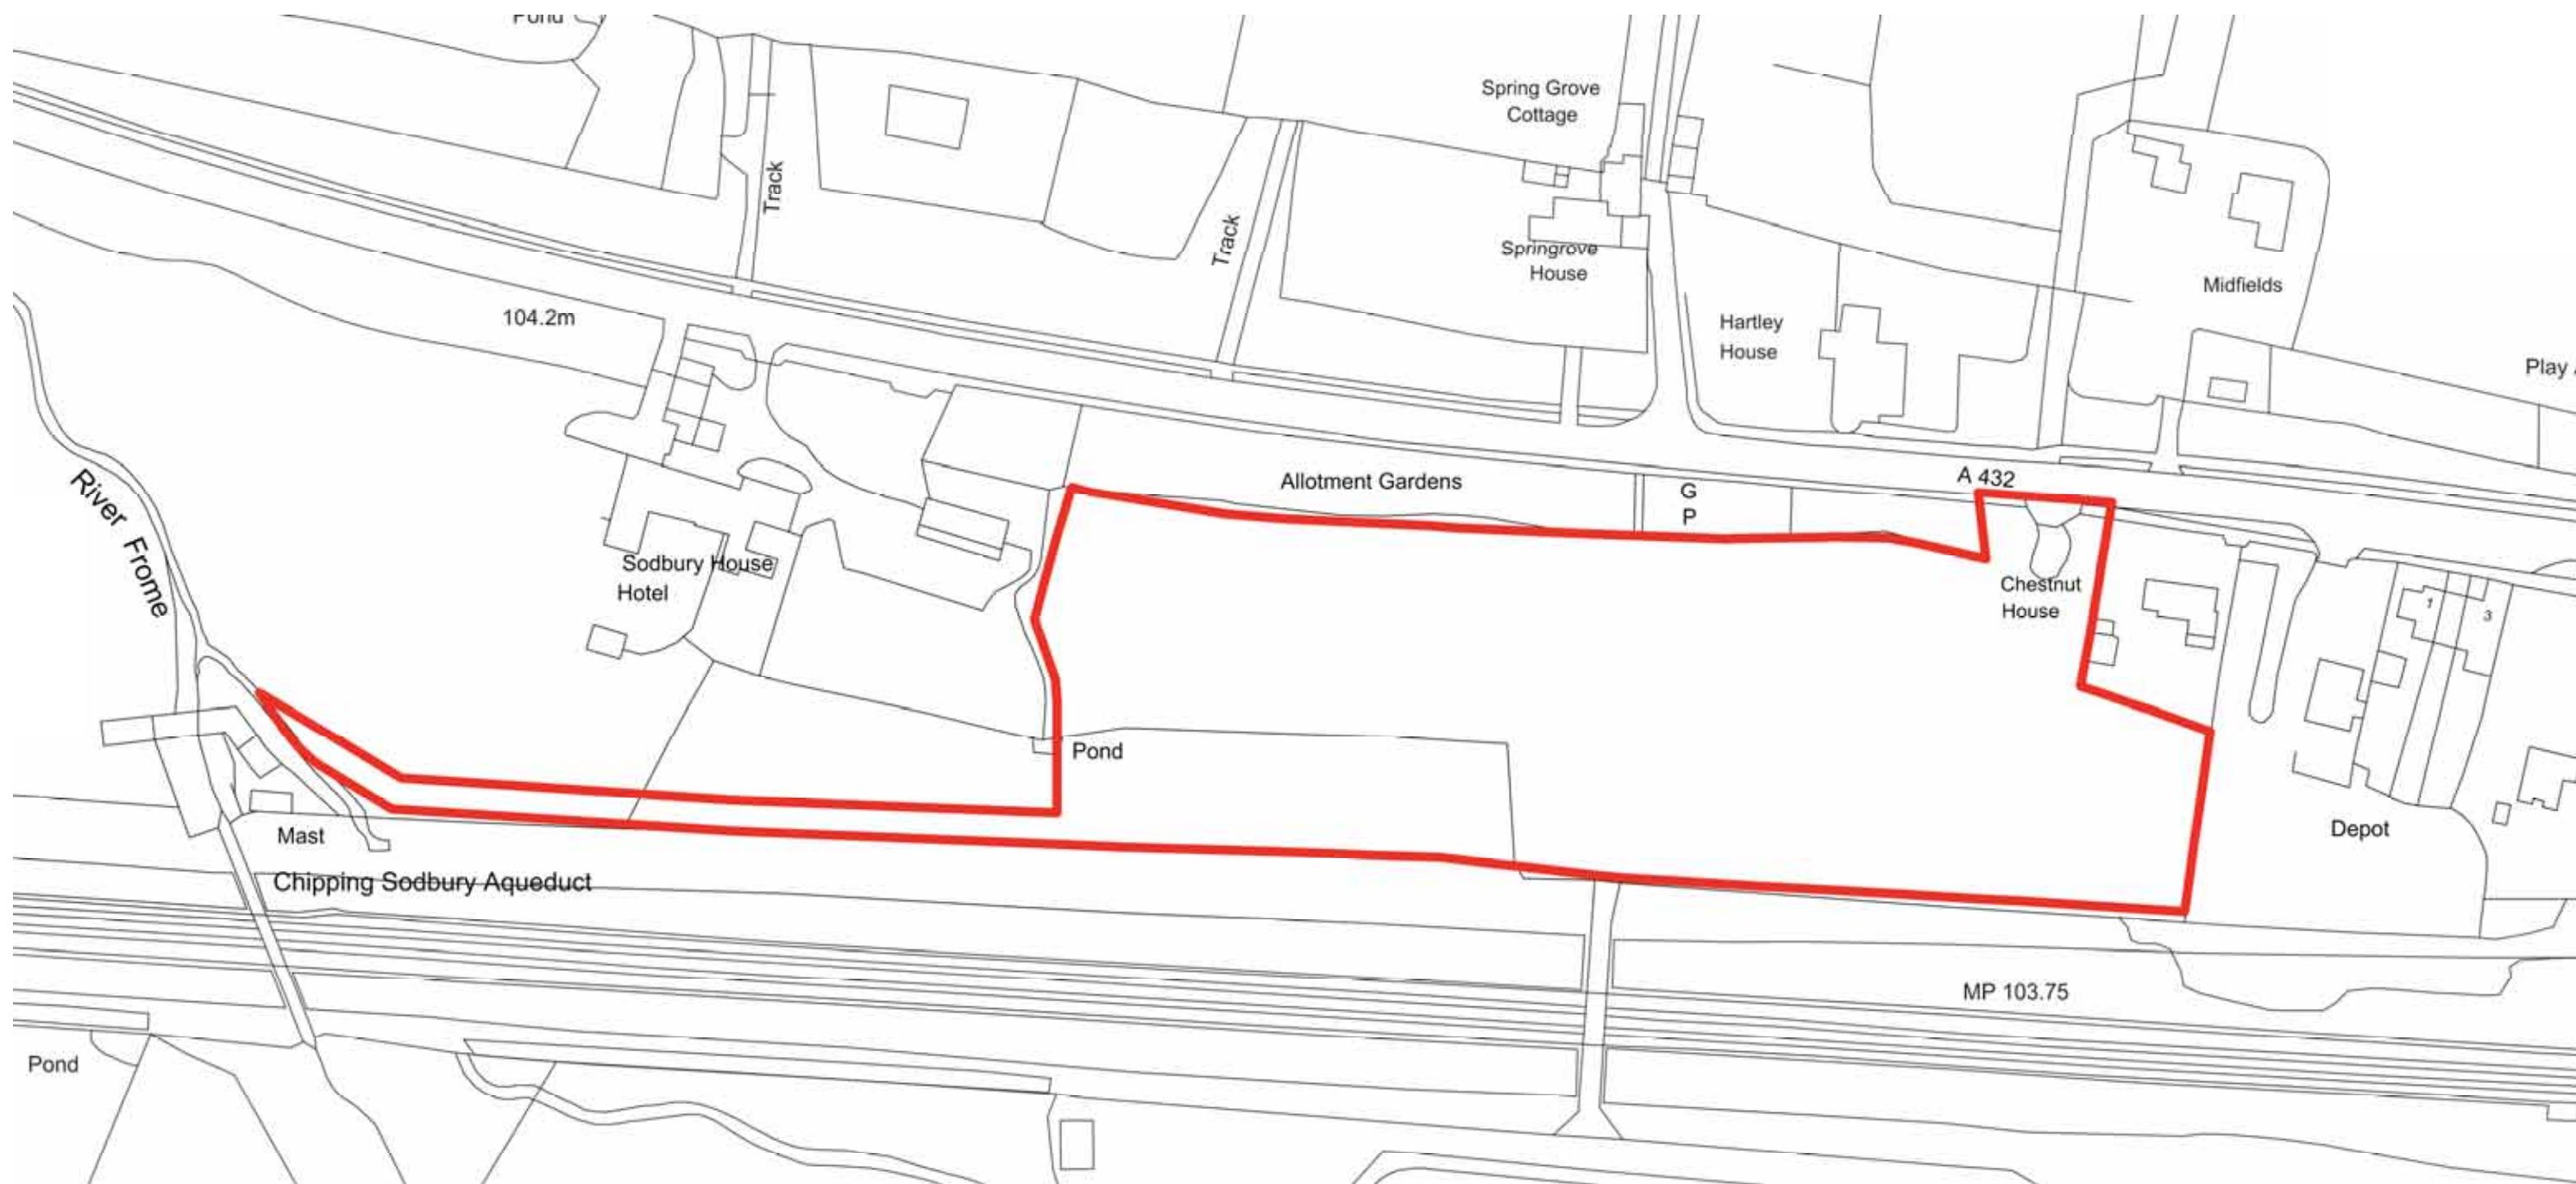 Pond
Spring Grove
Cottage
Track
Track
Springrove
House
Midfields
104.2m
Hartley
House
Play
Allotment Gardens
A 432
G
P
River Frome
Sodbury House
Hotel
Chestnut
House
1
3
Pond
Mast
Depot
Chipping Sodbury Aqueduct
MP 103.75
Pond